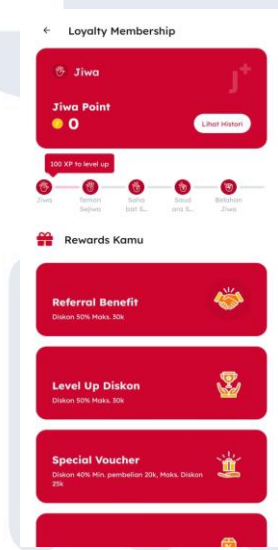 Loyalty Membership
Jiwa
J+
Jiwa Point
0
Lihat Histori
100 XP to level up
Jiwa
Teman Sejiwa
Sahabat S...
Saudara S...
Belahan Jiwa
Rewards Kamu
Referral Benefit
Diskon 50% Maks. 30k
Level Up Diskon
Diskon 50% Maks. 30k
Special Voucher
Diskon 40% Min. pembelian 20k, Maks. Diskon
25k